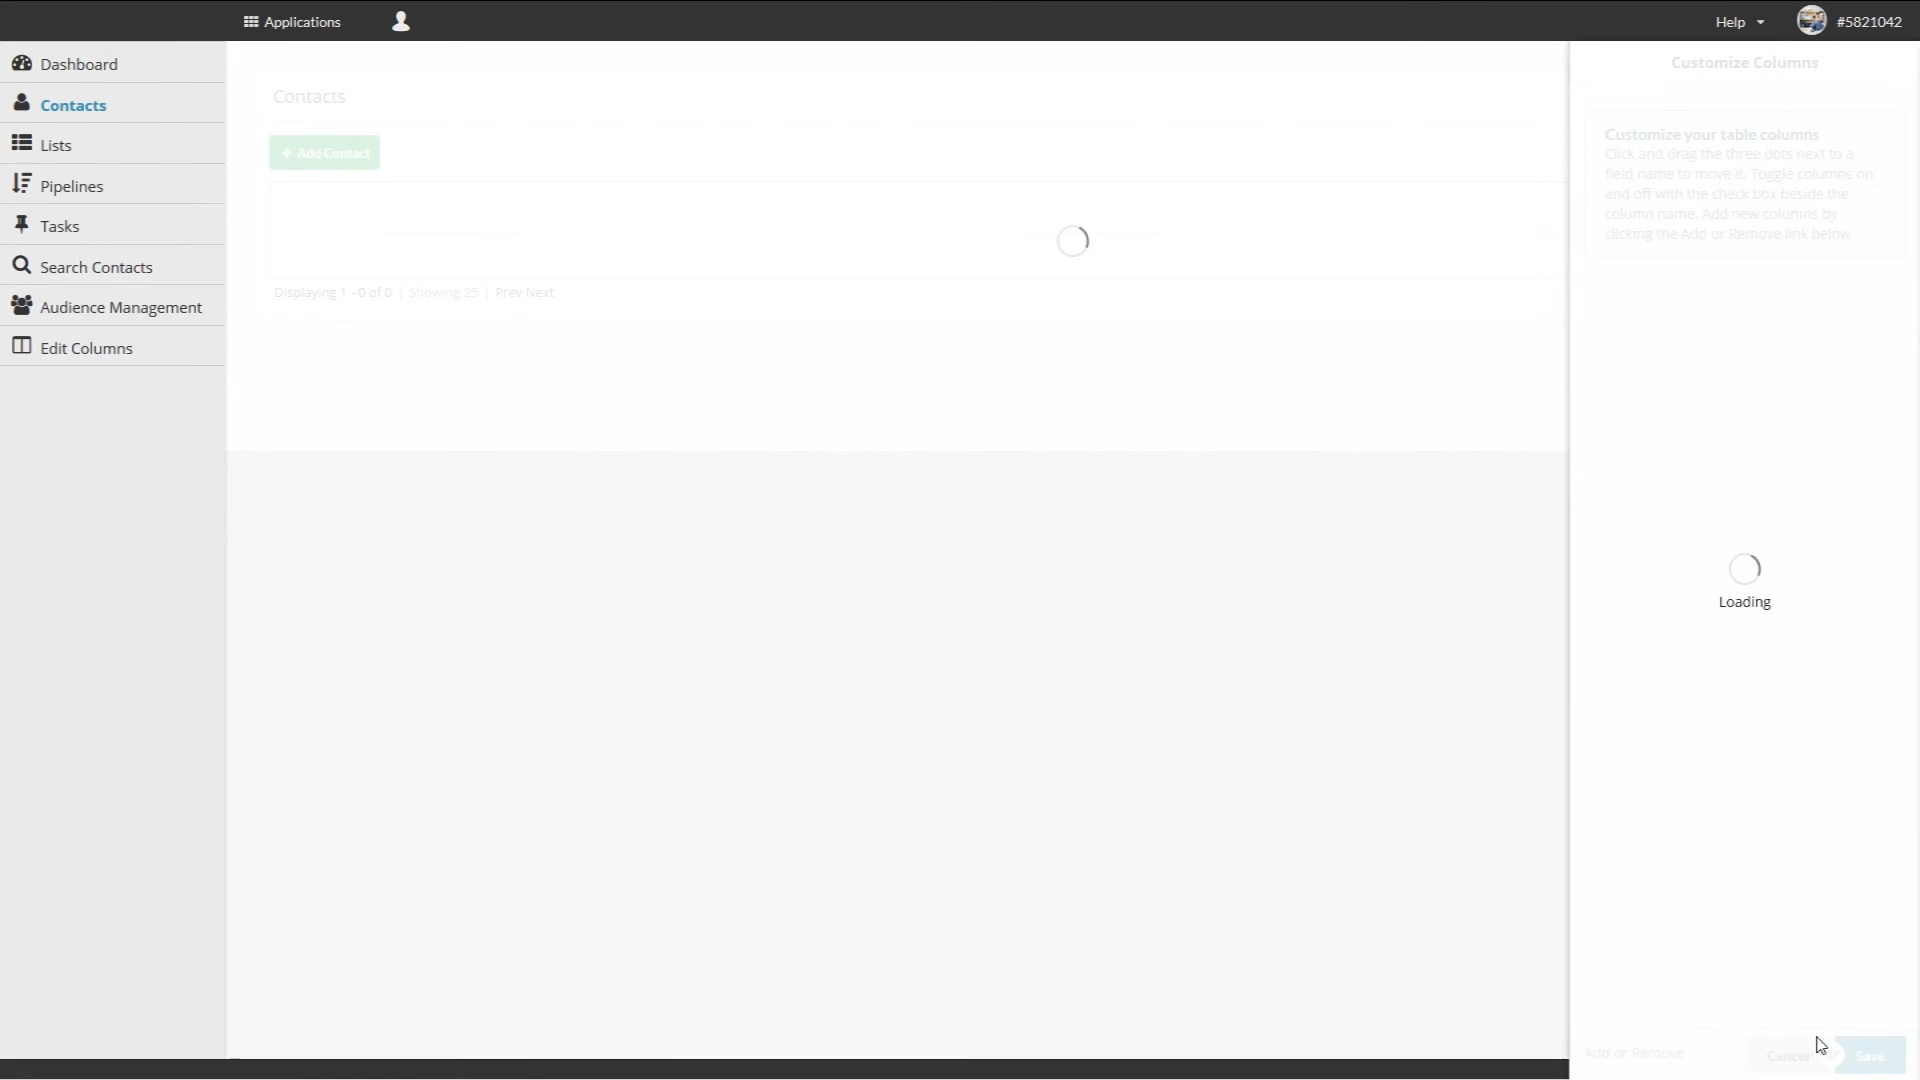 Applications
Help
#5821042
Dashboard
Contacts
Lists
Pipelines
Tasks
Search Contacts
Audience Management
Edit Columns
Contacts
+ Add Contact
Displaying 1 - 0 of 0 | Showing 25 | Prev Next
Customize Columns
Customize your table columns
Click and drag the three dots next to a
field name to move it. Toggle columns on
and off with the check box beside the
column name. Add new columns by
clicking the Add or Remove link below
Loading
Add or Remove
Cancel
Save